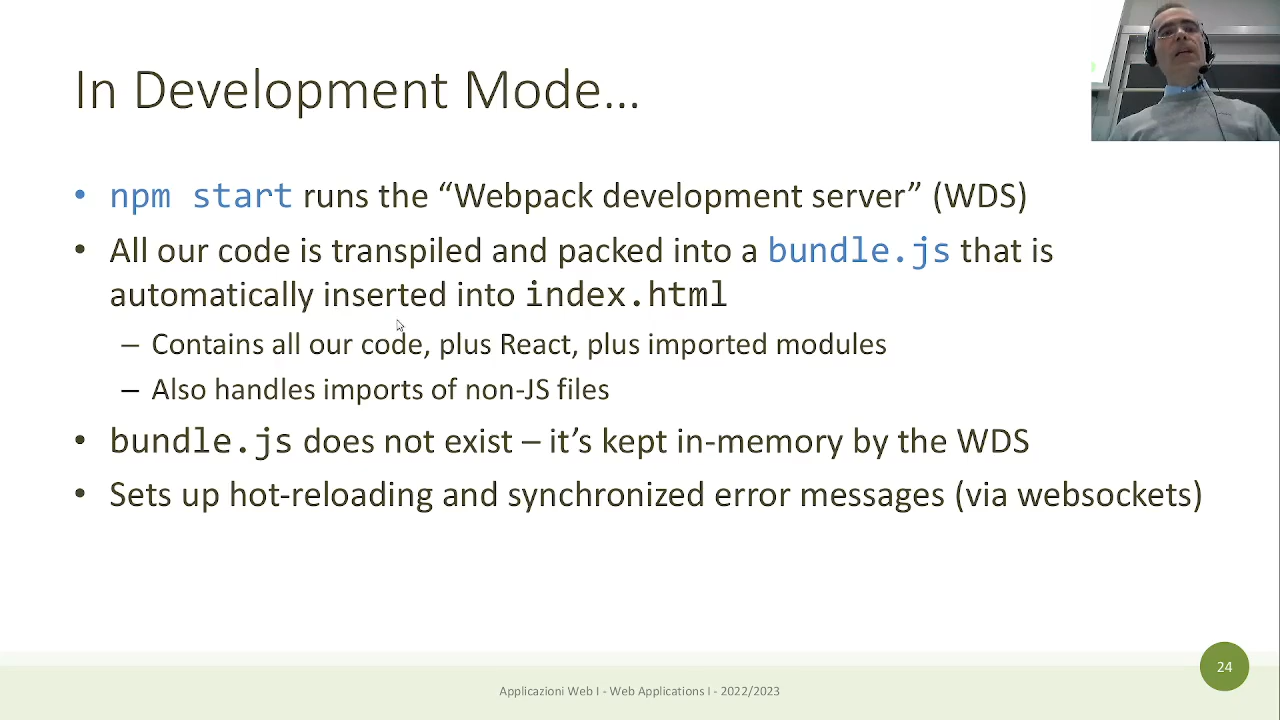 In Development Mode...
• npm start runs the “Webpack development server” (WDS)
• All our code is transpiled and packed into a bundle.js that is
automatically inserted into index.html
– Contains all our code, plus React, plus imported modules
– Also handles imports of non-JS files
• bundle.js does not exist – it’s kept in-memory by the WDS
• Sets up hot-reloading and synchronized error messages (via websockets)
24
Applicazioni Web I - Web Applications I - 2022/2023